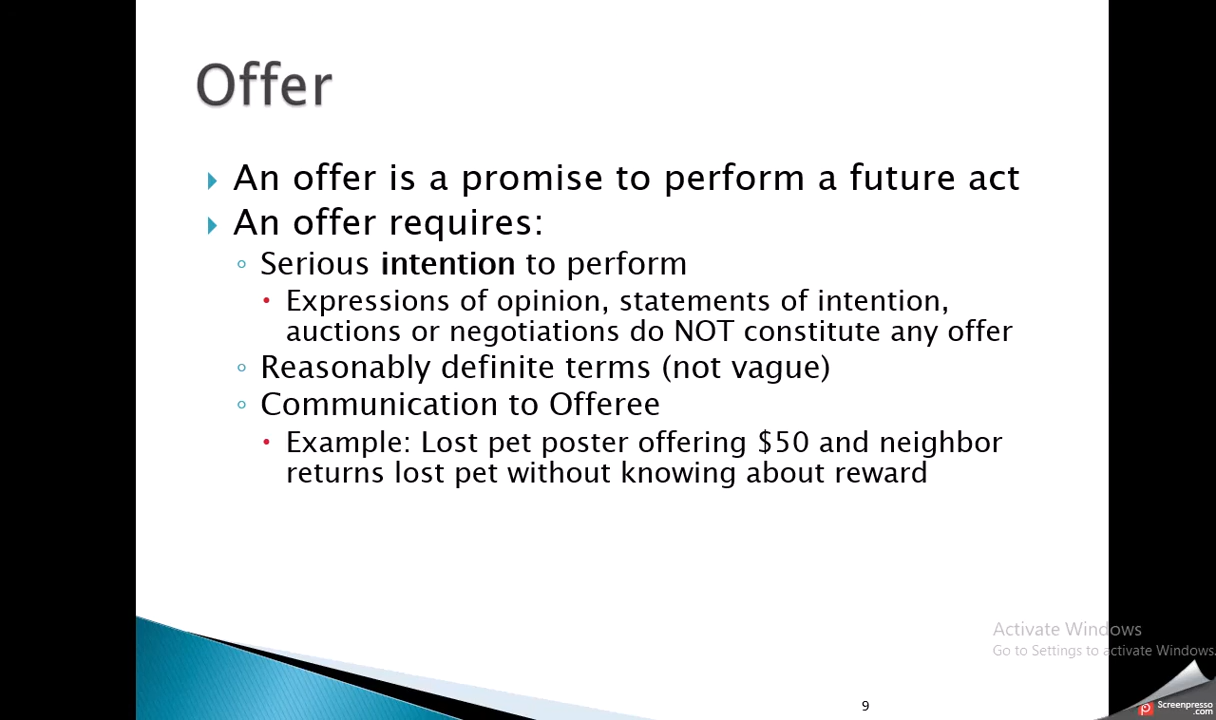 Offer
An offer is a promise to perform a future act
An offer requires:
Serious intention to perform
Expressions of opinion, statements of intention,
auctions or negotiations do NOT constitute any offer
Reasonably definite terms (not vague)
Communication to Offeree
Example: Lost pet poster offering $50 and neighbor
returns lost pet without knowing about reward
Activate Windows
Go to Settings to activate Windows.
9
Screenpresso
.com